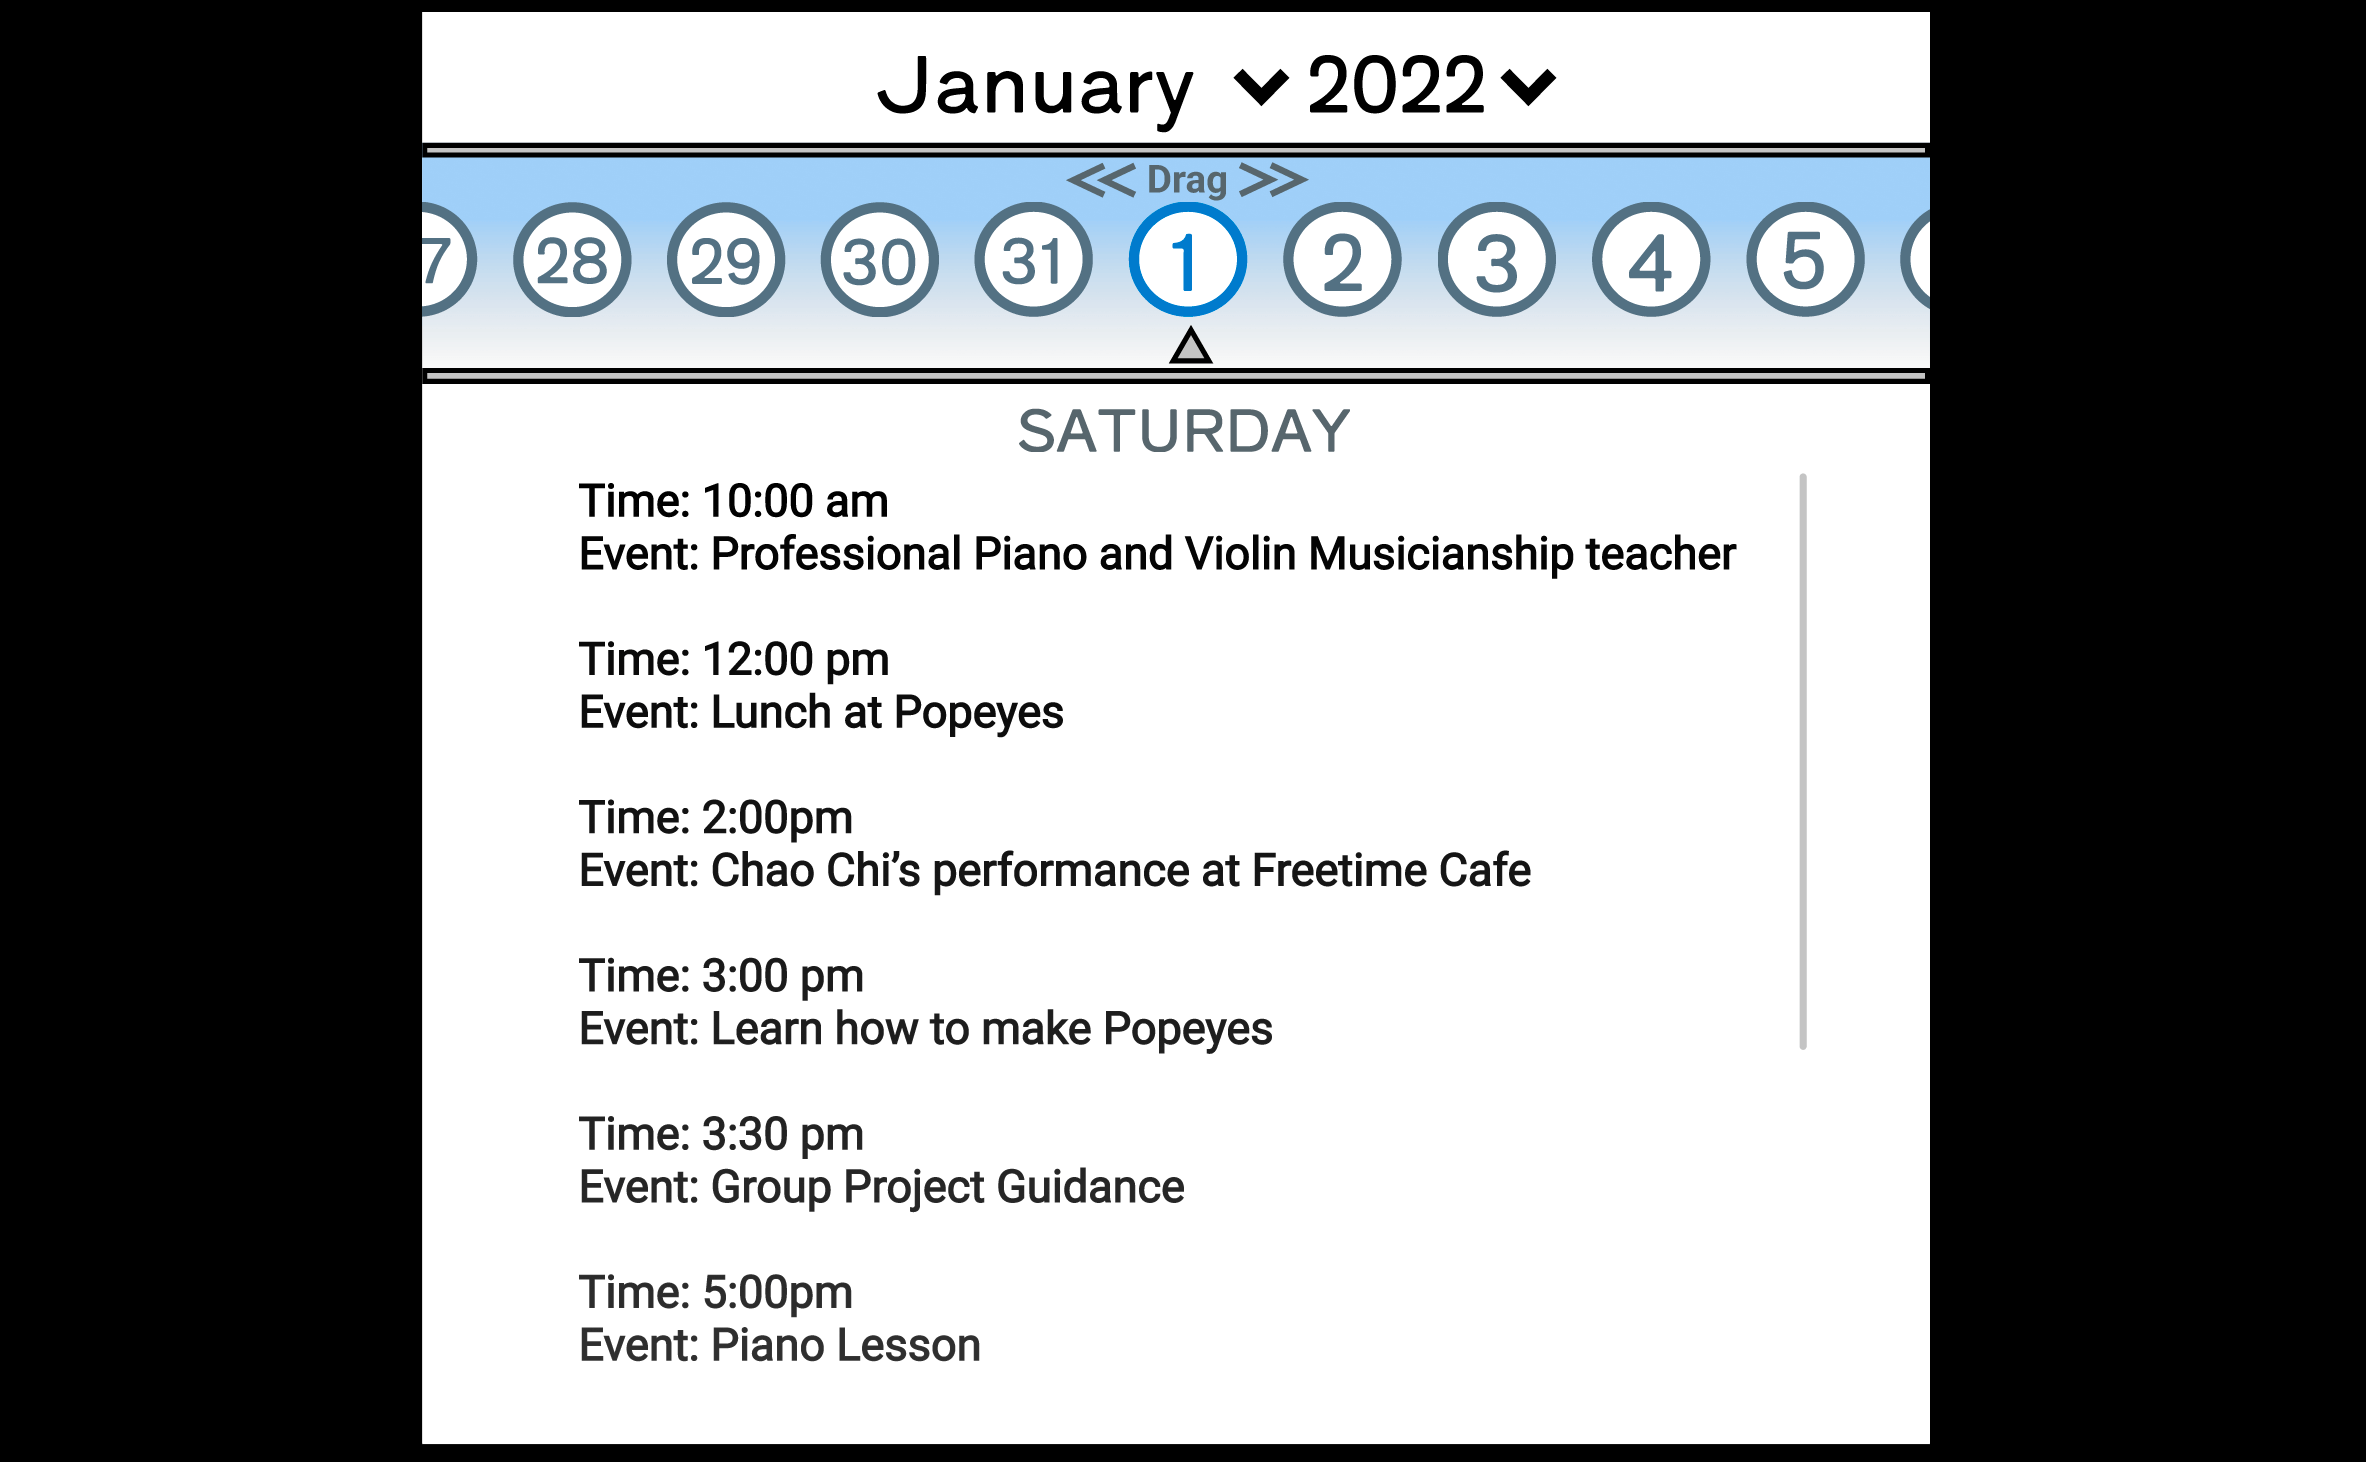 January 2022
<< Drag >>
7 28 29 30 31 1 2 3 4 5
SATURDAY
Time: 10:00 am
Event: Professional Piano and Violin Musicianship teacher
Time: 12:00 pm
Event: Lunch at Popeyes
Time: 2:00pm
Event: Chao Chi’s performance at Freetime Cafe
Time: 3:00 pm
Event: Learn how to make Popeyes
Time: 3:30 pm
Event: Group Project Guidance
Time: 5:00pm
Event: Piano Lesson